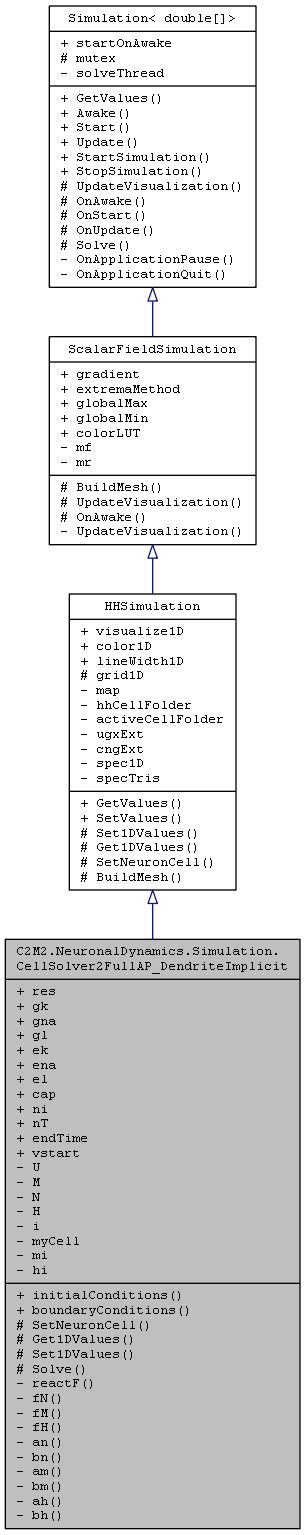 Simulation< double[]>
+ startOnAwake
# mutex
- solveThread
+ GetValues()
+ Awake()
+ Start()
+ Update()
+ StartSimulation()
+ StopSimulation()
# UpdateVisualization()
# OnAwake()
# OnStart()
# OnUpdate()
# Solve()
- OnApplicationPause()
- OnApplicationQuit()
ScalarFieldSimulation
+ gradient
+ extremaMethod
+ globalMax
+ globalMin
+ colorLUT
- mf
- mr
# BuildMesh()
# UpdateVisualization()
# OnAwake()
- UpdateVisualization()
HHSimulation
+ visualize1D
+ color1D
+ lineWidth1D
# grid1D
- map
- hhCellFolder
- activeCellFolder
- ugxExt
- cngExt
- spec1D
- specTris
+ GetValues()
+ SetValues()
# Set1DValues()
# Get1DValues()
# SetNeuronCell()
# BuildMesh()
C2M2.NeuronalDynamics.Simulation.
CellSolver2FullAP_DendriteImplicit
+ res
+ gk
+ gna
+ gl
+ ek
+ ena
+ el
+ cap
+ ni
+ nT
+ endTime
+ vstart
- U
- M
- N
- H
- i
- myCell
- mi
- hi
+ initialConditions()
+ boundaryConditions()
# SetNeuronCell()
# Get1DValues()
# Set1DValues()
# Solve()
- reactF()
- fN()
- fM()
- fH()
- an()
- bn()
- am()
- bm()
- ah()
- bh()